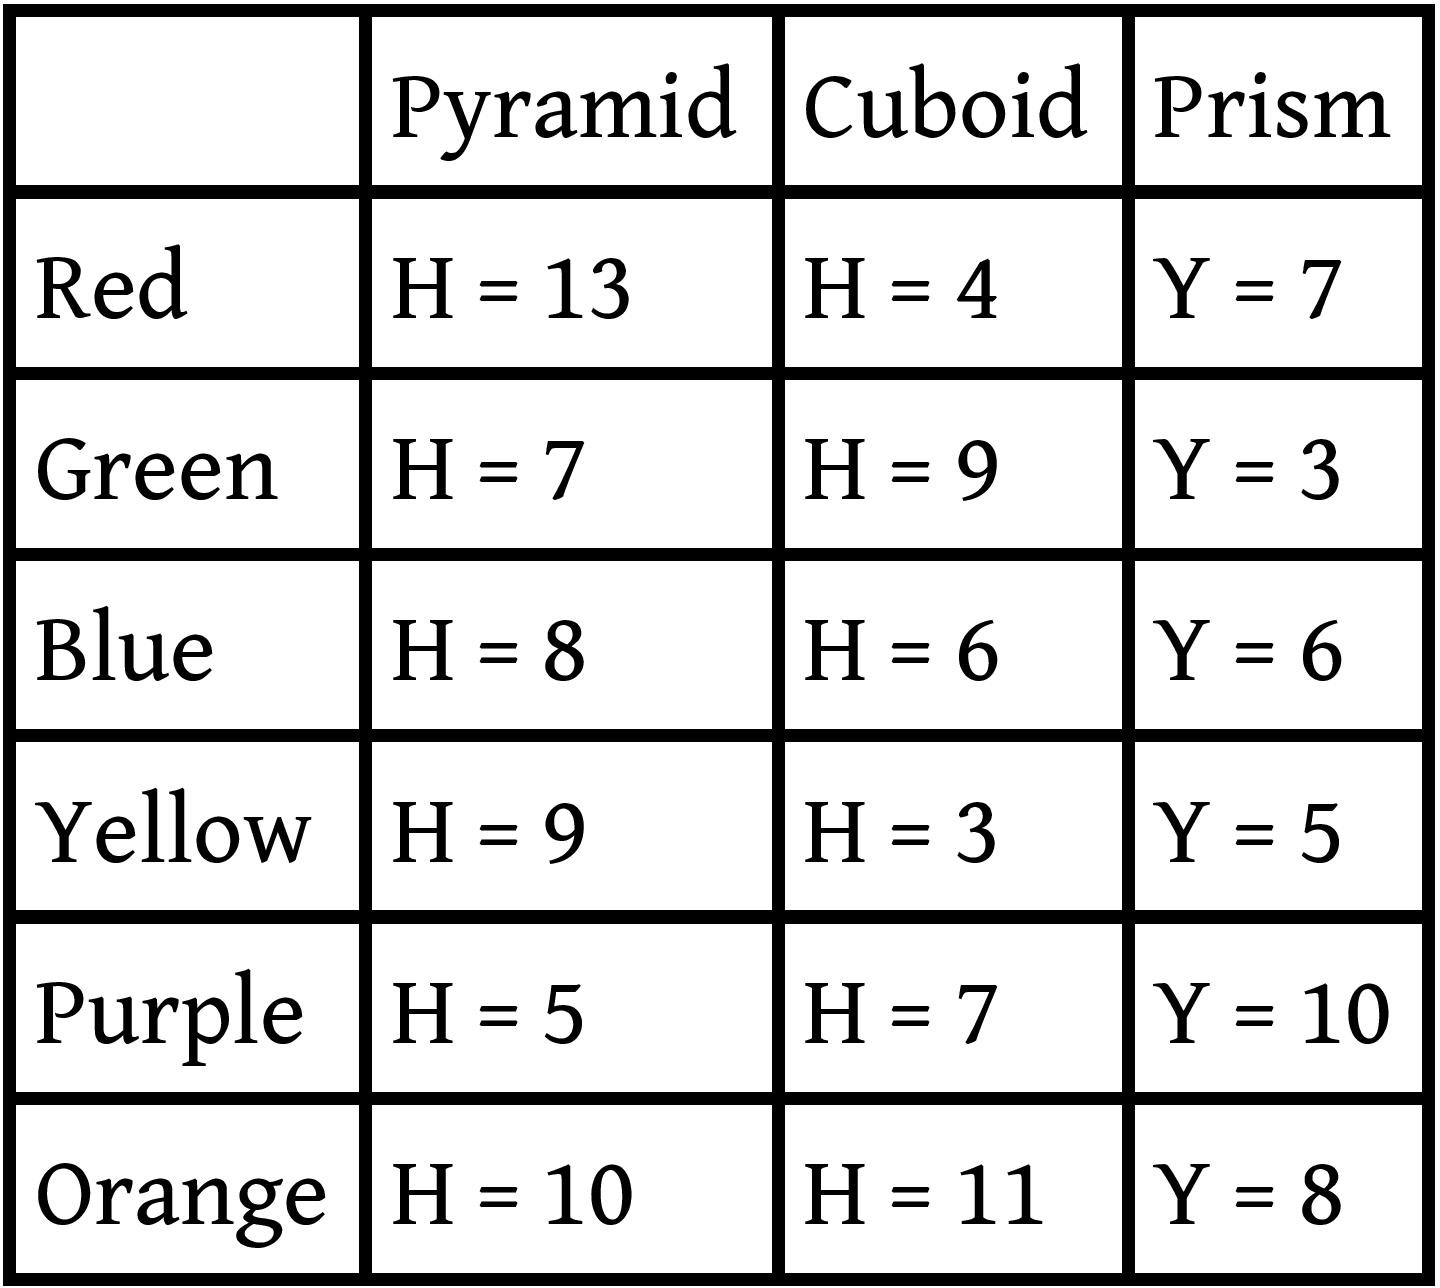 Pyramid Cuboid Prism
Red H = 13 H = 4 Y = 7
Green H = 7 H = 9 Y = 3
Blue H = 8 H = 6 Y = 6
Yellow H = 9 H = 3 Y = 5
Purple H = 5 H = 7 Y = 10
Orange H = 10 H = 11 Y = 8